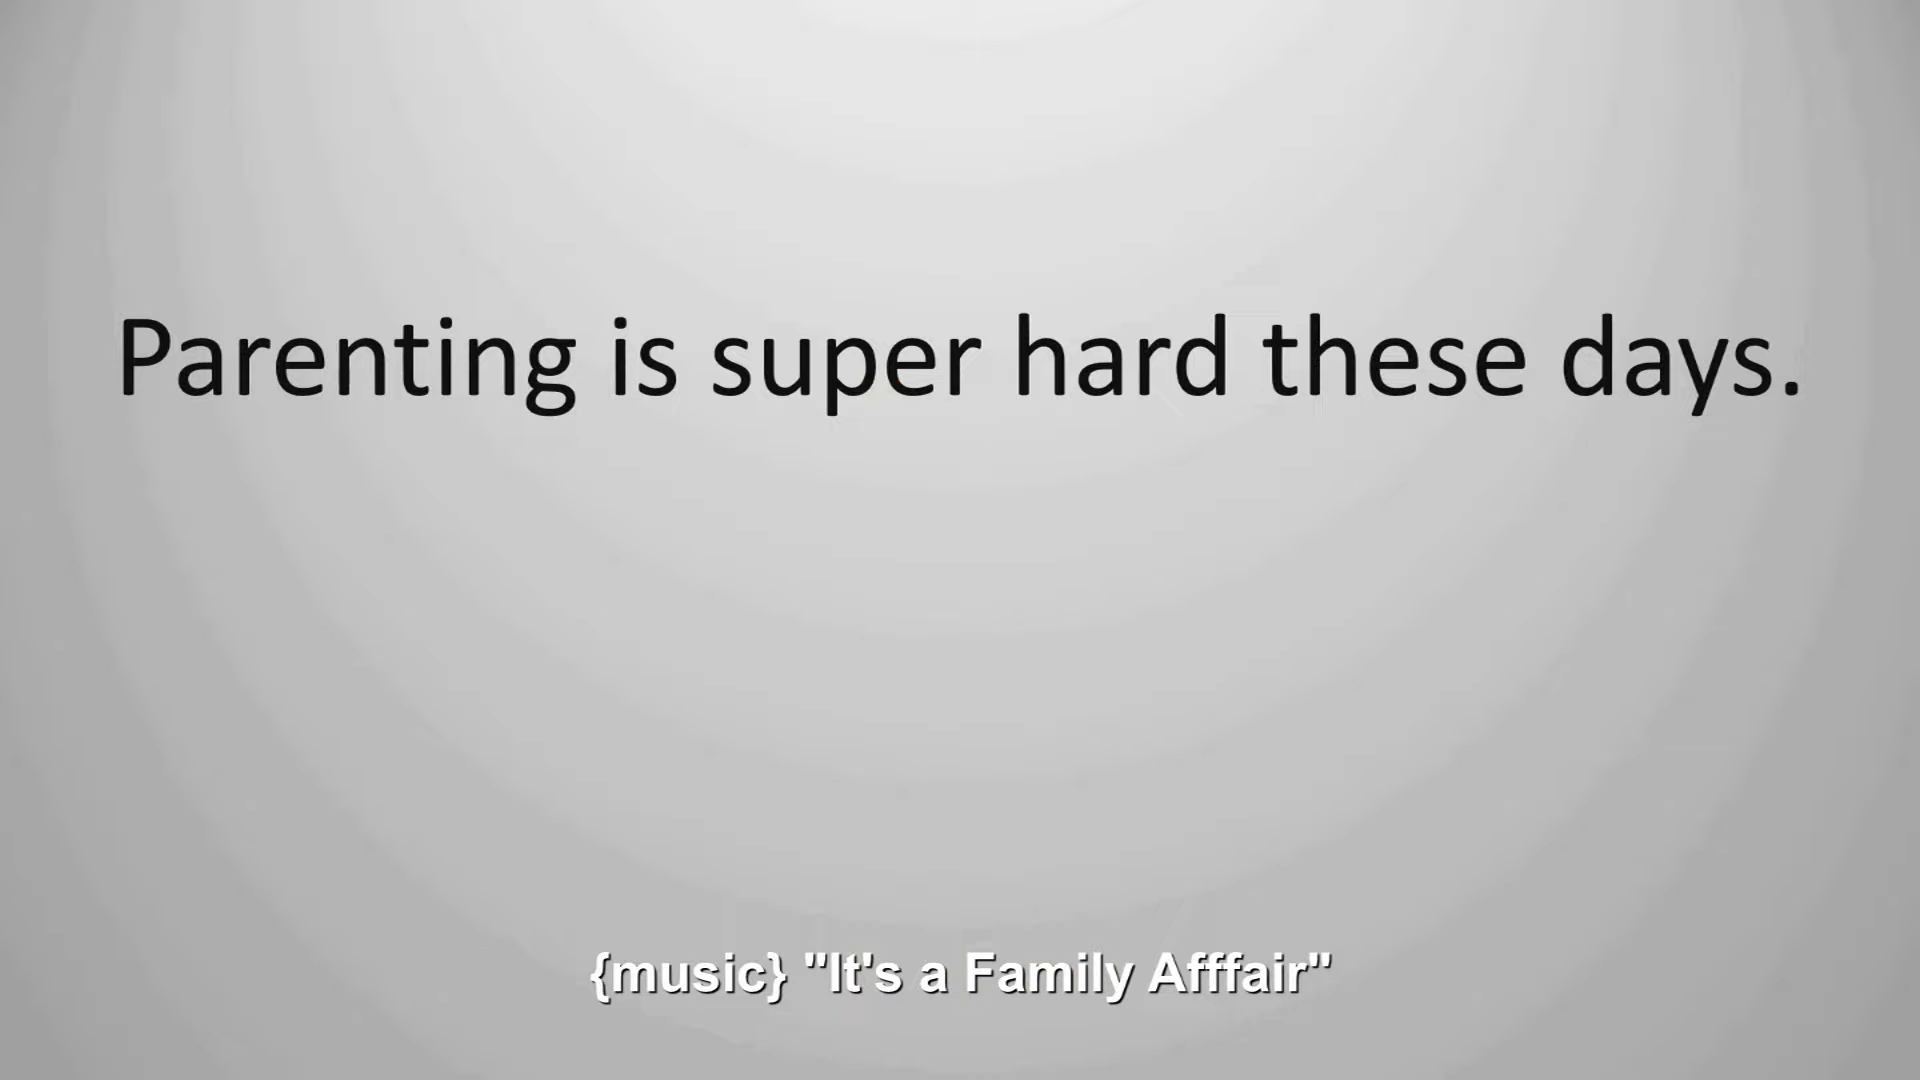 Parenting is super hard these days.
{music} "It's a Family Afffair"